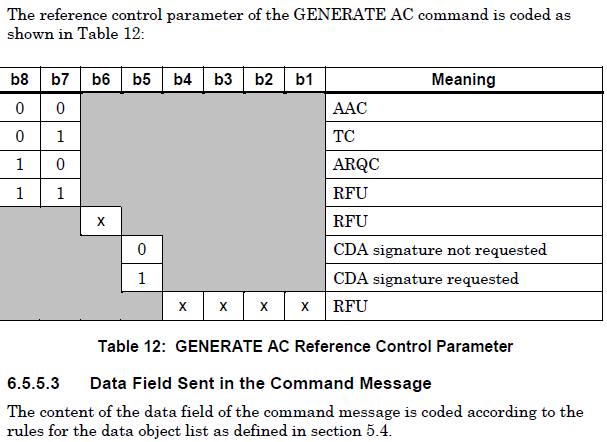 The reference control parameter of the GENERATE AC command is coded as
shown in Table 12:
b8 b7 b6 b5 b4 b3 b2 b1 Meaning
0 0 AAC
0 1 TC
1 0 ARQC
1 1 RFU
x RFU
0 CDA signature not requested
1 CDA signature requested
x x x x RFU
Table 12: GENERATE AC Reference Control Parameter
6.5.5.3 Data Field Sent in the Command Message
The content of the data field of the command message is coded according to the
rules for the data object list as defined in section 5.4.